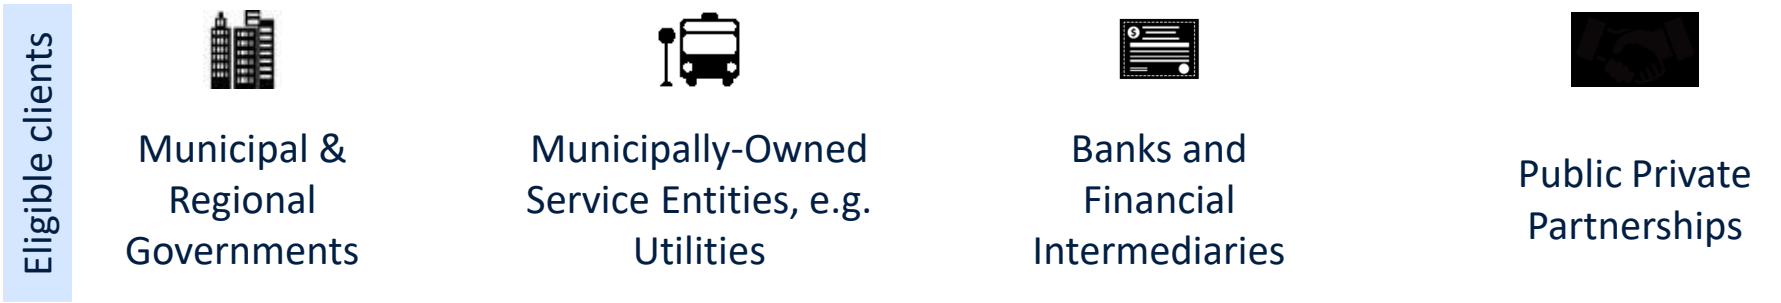 Eligible clients
Municipal &
Regional
Governments
Municipally-Owned
Service Entities, e.g.
Utilities
$
Banks and
Financial
Intermediaries
Public Private
Partnerships